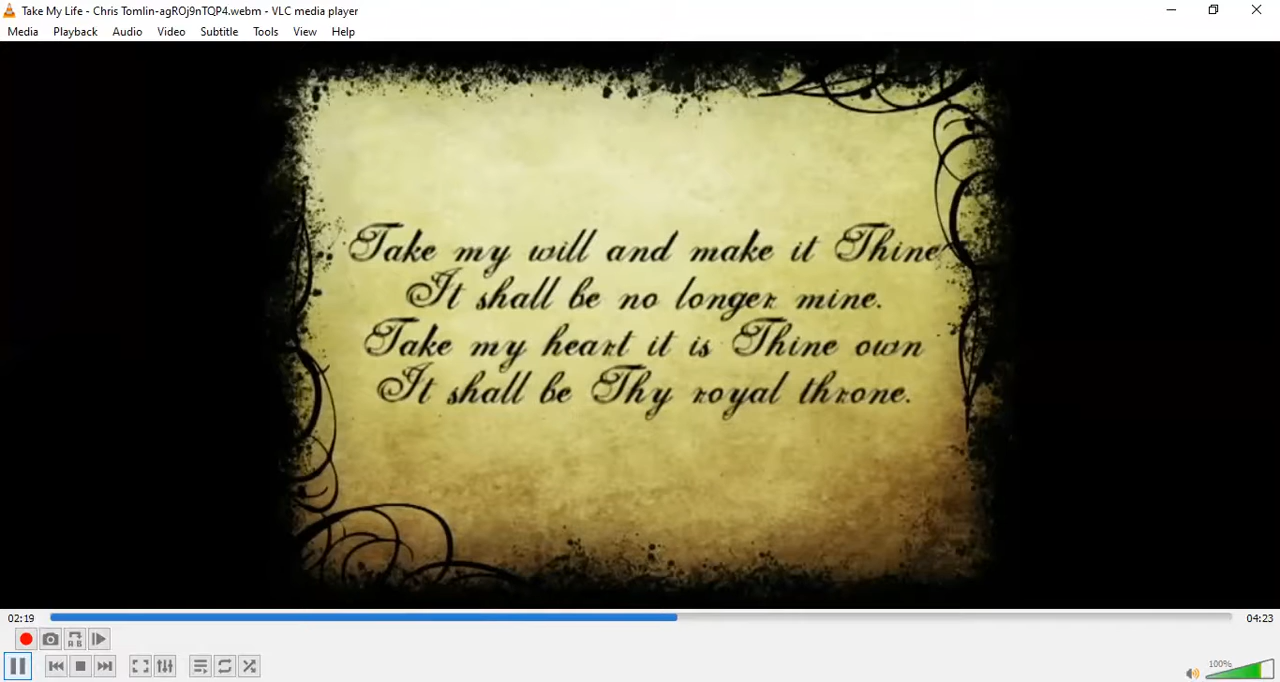 Take My Life - Chris Tomlin-agROj9nTQP4.webm - VLC media player
Media Playback Audio Video Subtitle Tools View Help
Take my will and make it Thine
It shall be no longer mine.
Take my heart it is Thine own
It shall be Thy royal throne.
02:19 04:23
A-B
100%